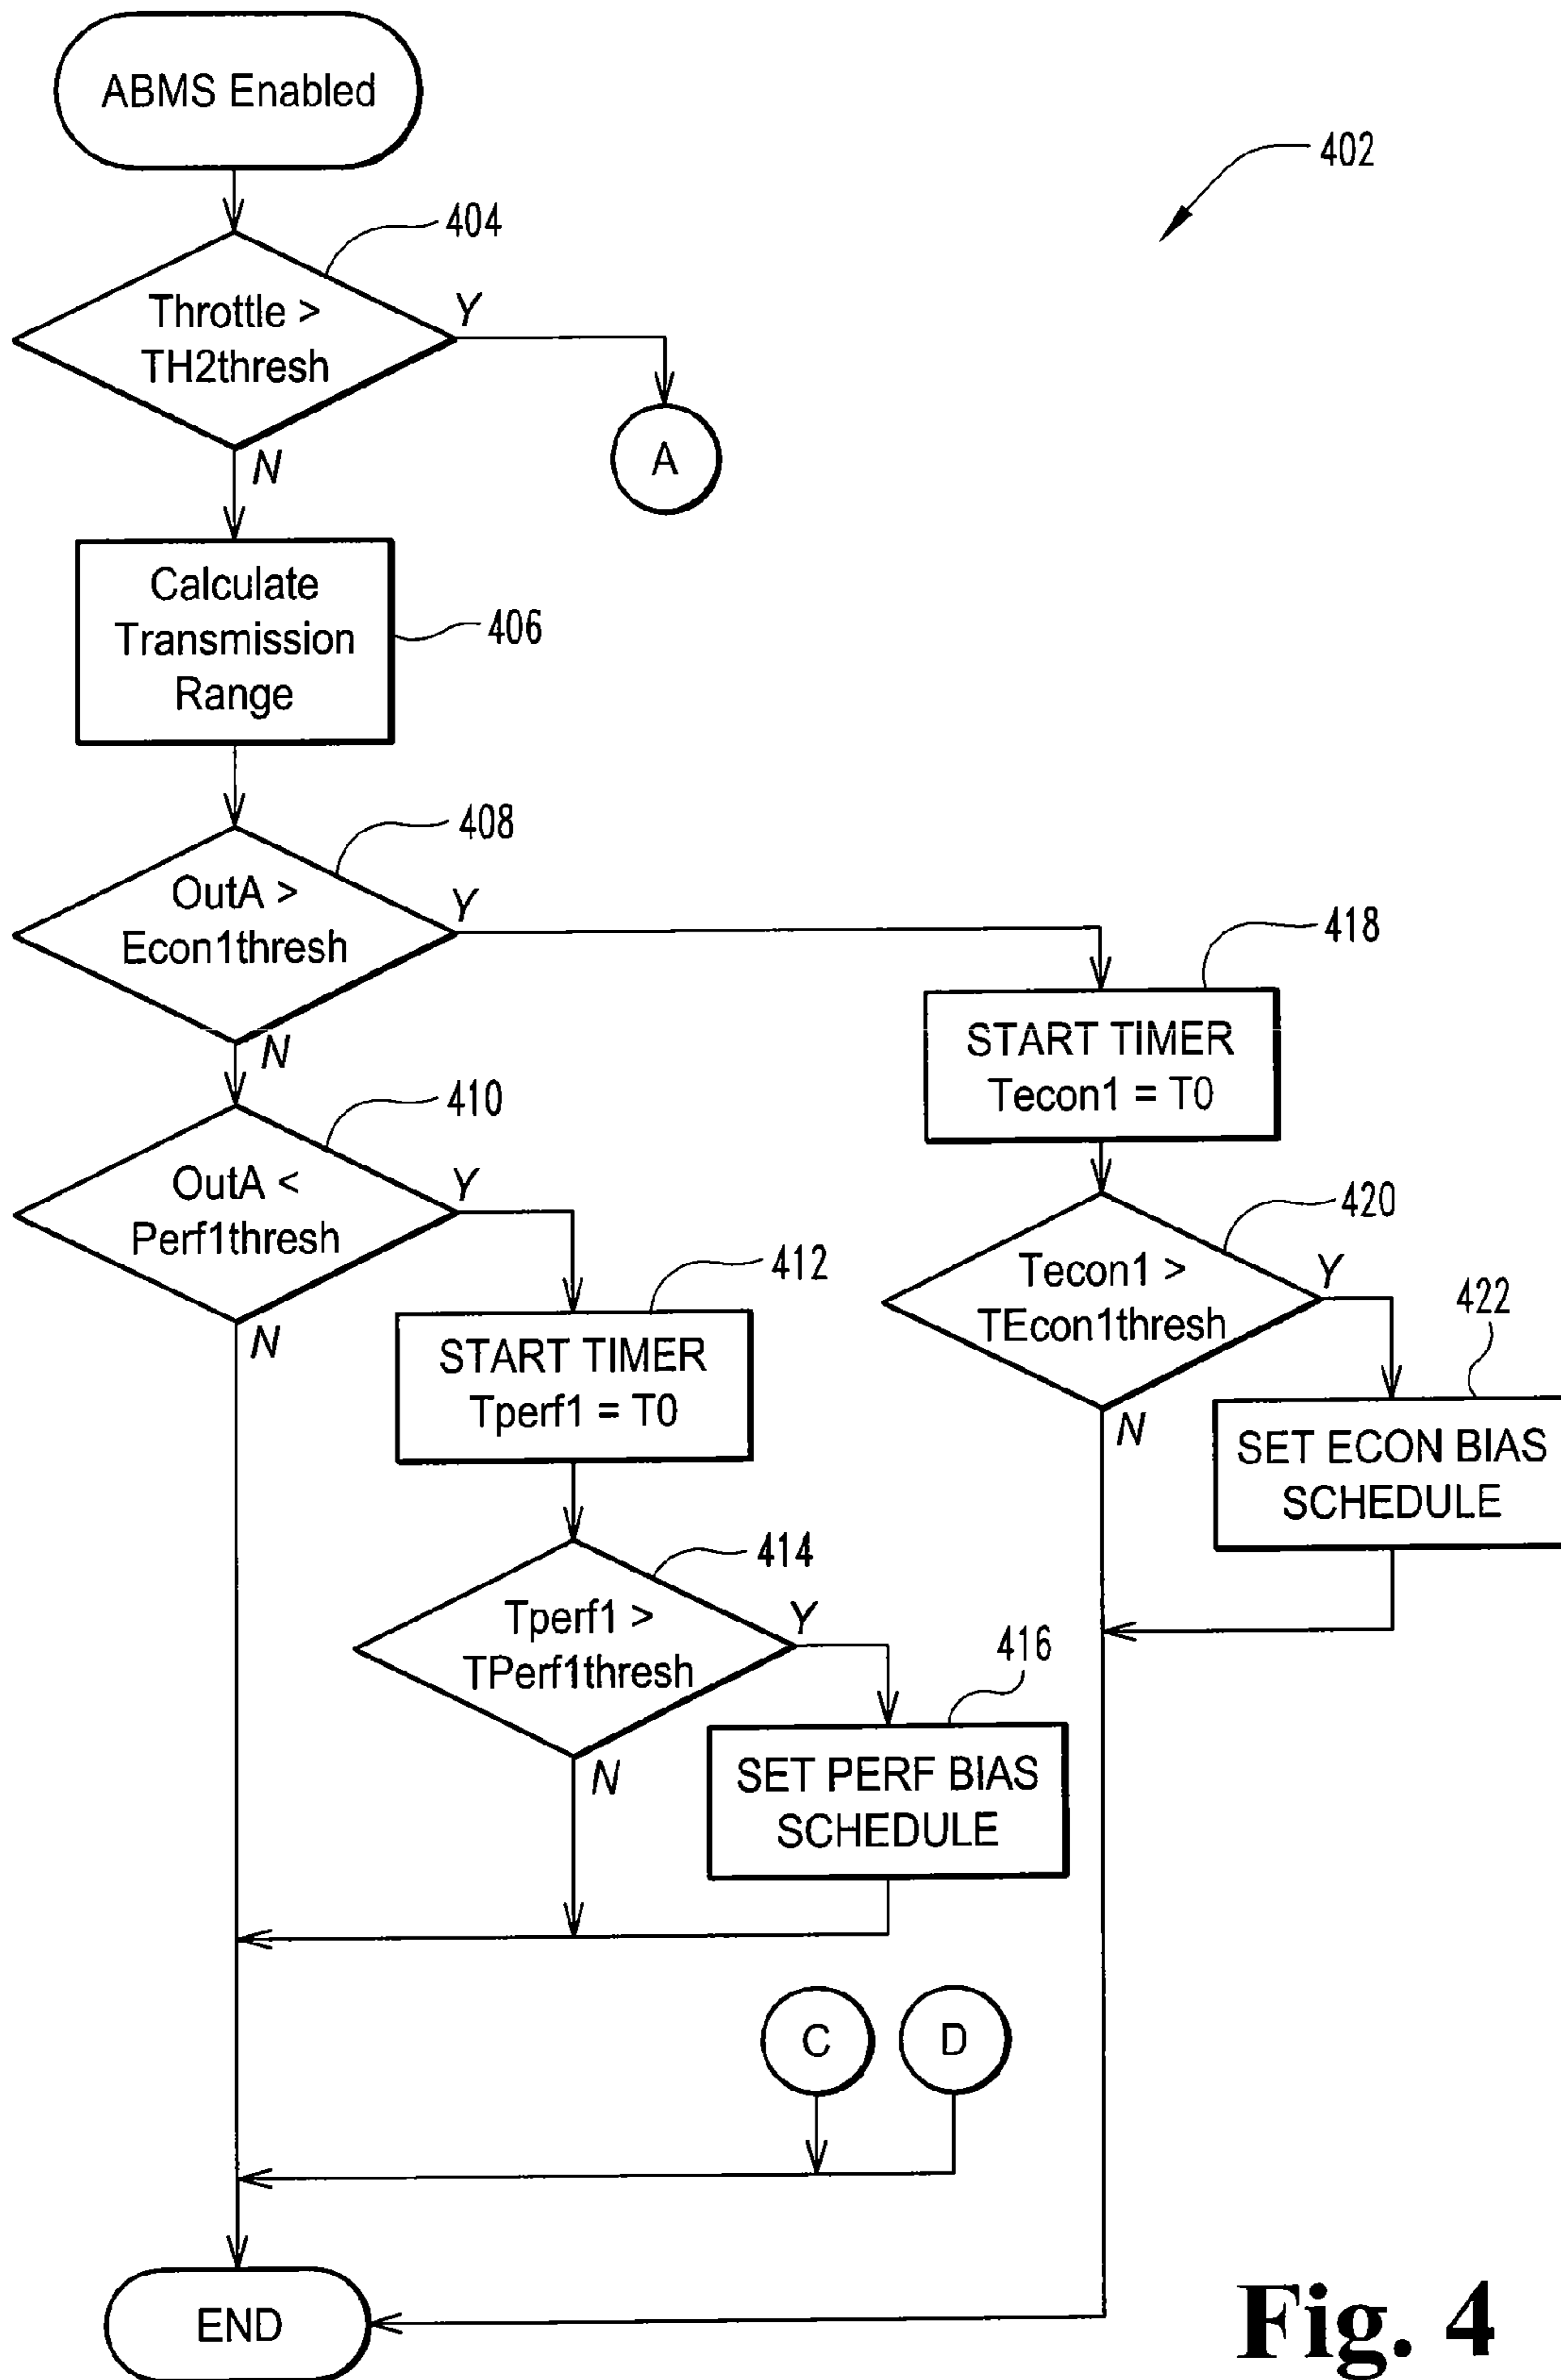 ABMS Enabled
402
404
Throttle >
TH2thresh
Y
N
A
Calculate
Transmission
Range
406
408
OutA >
Econ1thresh
Y
N
418
START TIMER
Tecon1 = T0
410
OutA <
Perf1thresh
Y
N
420
Tecon1 >
TEcon1thresh
Y
N
412
START TIMER
Tperf1 = T0
422
SET ECON BIAS
SCHEDULE
414
Tperf1 >
TPerf1thresh
Y
N
416
SET PERF BIAS
SCHEDULE
C
D
END
Fig. 4